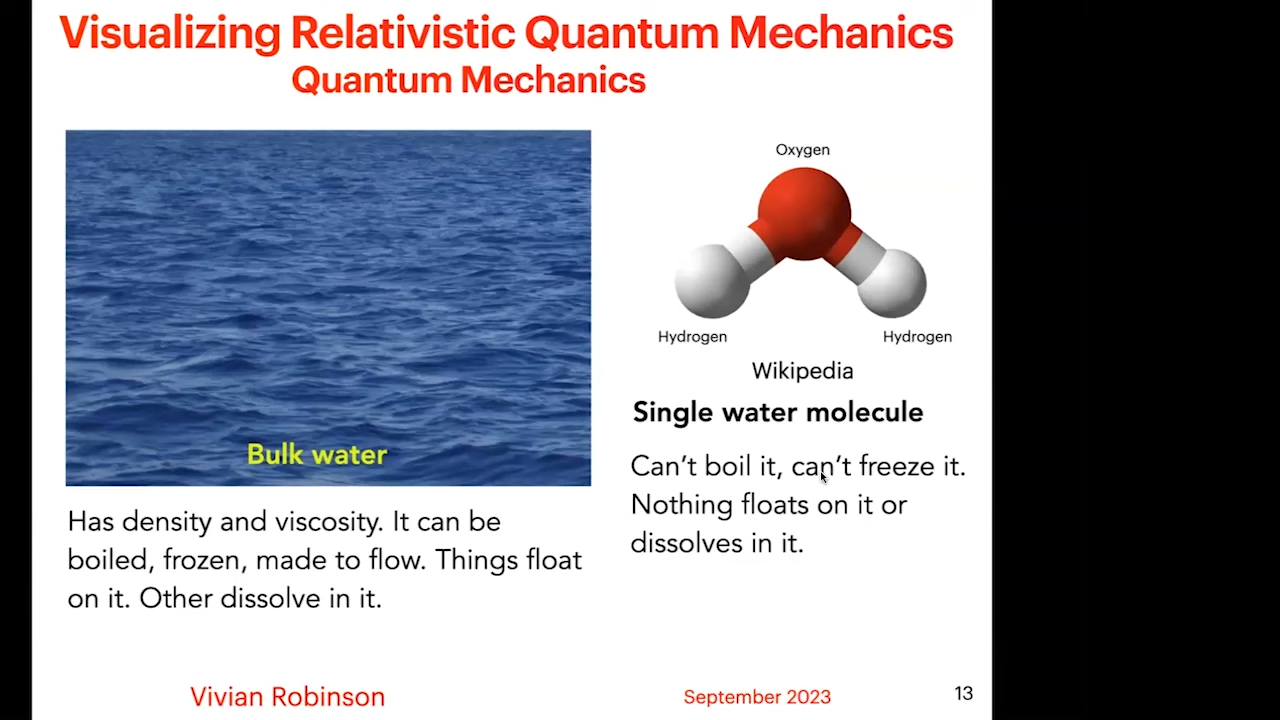 Visualizing Relativistic Quantum Mechanics
Quantum Mechanics
Bulk water
Has density and viscosity. It can be
boiled, frozen, made to flow. Things float
on it. Other dissolve in it.
Oxygen
Hydrogen
Hydrogen
Wikipedia
Single water molecule
Can’t boil it, can’t freeze it.
Nothing floats on it or
dissolves in it.
Vivian Robinson
September 2023
13